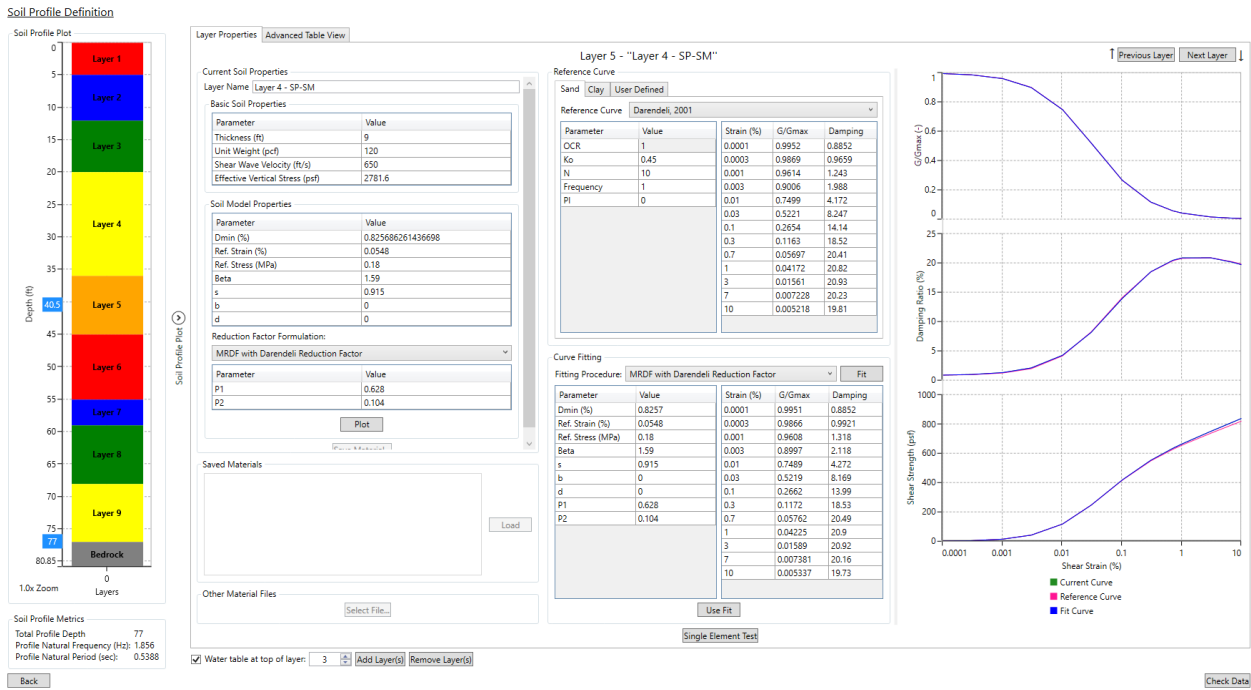 Soil Profile Definition
Soil Profile Plot
0
5
10
15
20
25
30
35
40.5
45
50
55
60
65
70
75
77
80.85
Depth (ft)
Layer 1
Layer 2
Layer 3
Layer 4
Layer 5
Layer 6
Layer 7
Layer 8
Layer 9
Bedrock
0
Layers
1.0x Zoom
Soil Profile Metrics
Total Profile Depth 77
Profile Natural Frequency (Hz): 1.856
Profile Natural Period (sec): 0.5388
Back
Soil Profile Plot
Layer Properties Advanced Table View
Layer 5 - "Layer 4 - SP-SM"
Previous Layer Next Layer
Current Soil Properties
Layer Name Layer 4 - SP-SM
Basic Soil Properties
Parameter Value
Thickness (ft) 9
Unit Weight (pcf) 120
Shear Wave Velocity (ft/s) 650
Effective Vertical Stress (psf) 2781.6
Soil Model Properties
Parameter Value
Dmin (%) 0.825686261436698
Ref. Strain (%) 0.0548
Ref. Stress (MPa) 0.18
Beta 1.59
s 0.915
b 0
d 0
Reduction Factor Formulation:
MRDF with Darendeli Reduction Factor
Parameter Value
P1 0.628
P2 0.104
Plot
Save Material
Saved Materials
Load
Other Material Files
Select File...
Water table at top of layer: 3 Add Layer(s) Remove Layer(s)
Reference Curve
Sand Clay User Defined
Reference Curve Darendeli, 2001
Parameter Value
OCR 1
Ko 0.45
N 10
Frequency 1
PI 0
Strain (%) G/Gmax Damping
0.0001 0.9952 0.8852
0.0003 0.9869 0.9659
0.001 0.9614 1.243
0.003 0.9006 1.988
0.01 0.7499 4.172
0.03 0.5221 8.247
0.1 0.2654 14.14
0.3 0.1163 18.52
0.7 0.05697 20.41
1 0.04172 20.82
3 0.01561 20.93
7 0.007228 20.23
10 0.005218 19.81
Curve Fitting
Fitting Procedure: MRDF with Darendeli Reduction Factor Fit
Parameter Value
Dmin (%) 0.8257
Ref. Strain (%) 0.0548
Ref. Stress (MPa) 0.18
Beta 1.59
s 0.915
b 0
d 0
P1 0.628
P2 0.104
Strain (%) G/Gmax Damping
0.0001 0.9951 0.8852
0.0003 0.9866 0.9921
0.001 0.9608 1.318
0.003 0.8997 2.118
0.01 0.7489 4.272
0.03 0.5219 8.169
0.1 0.2662 13.99
0.3 0.1172 18.53
0.7 0.05762 20.49
1 0.04225 20.9
3 0.01589 20.92
7 0.007381 20.16
10 0.005337 19.73
Use Fit
Single Element Test
G/Gmax (-)
1
0.8
0.6
0.4
0.2
0
Damping Ratio (%)
25
20
15
10
5
0
Shear Strength (psf)
1000
800
600
400
200
0
0.0001 0.001 0.01 0.1 1 10
Shear Strain (%)
Current Curve
Reference Curve
Fit Curve
Check Data